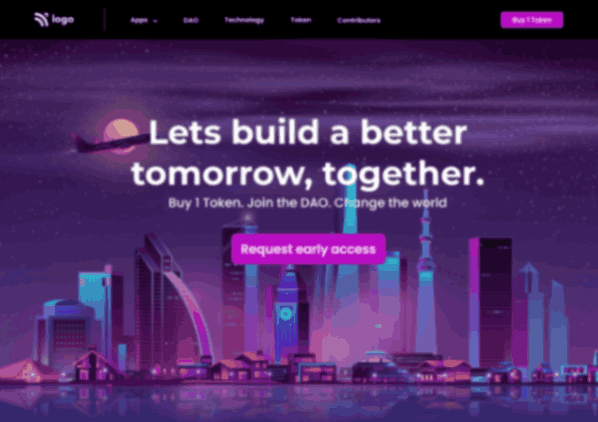 logo
Apps
DAO
Technology
Token
Contributors
Buy 1 Token
Lets build a better
tomorrow, together.
Buy 1 Token. Join the DAO. Change the world
Request early access